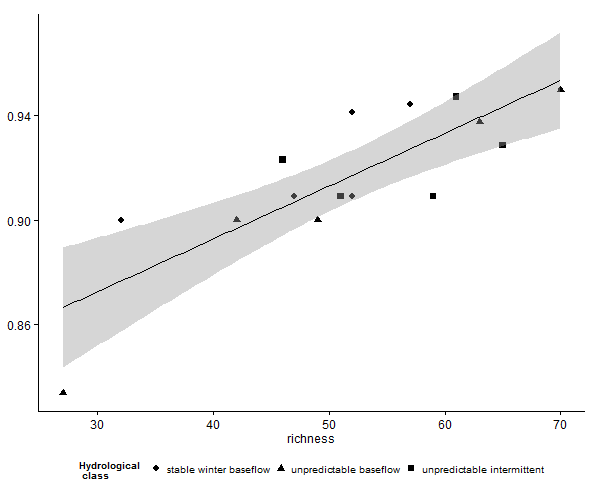 0.94
0.90
0.86
30 40 50 60 70
richness
Hydrological
class
stable winter baseflow unpredictable baseflow unpredictable intermittent